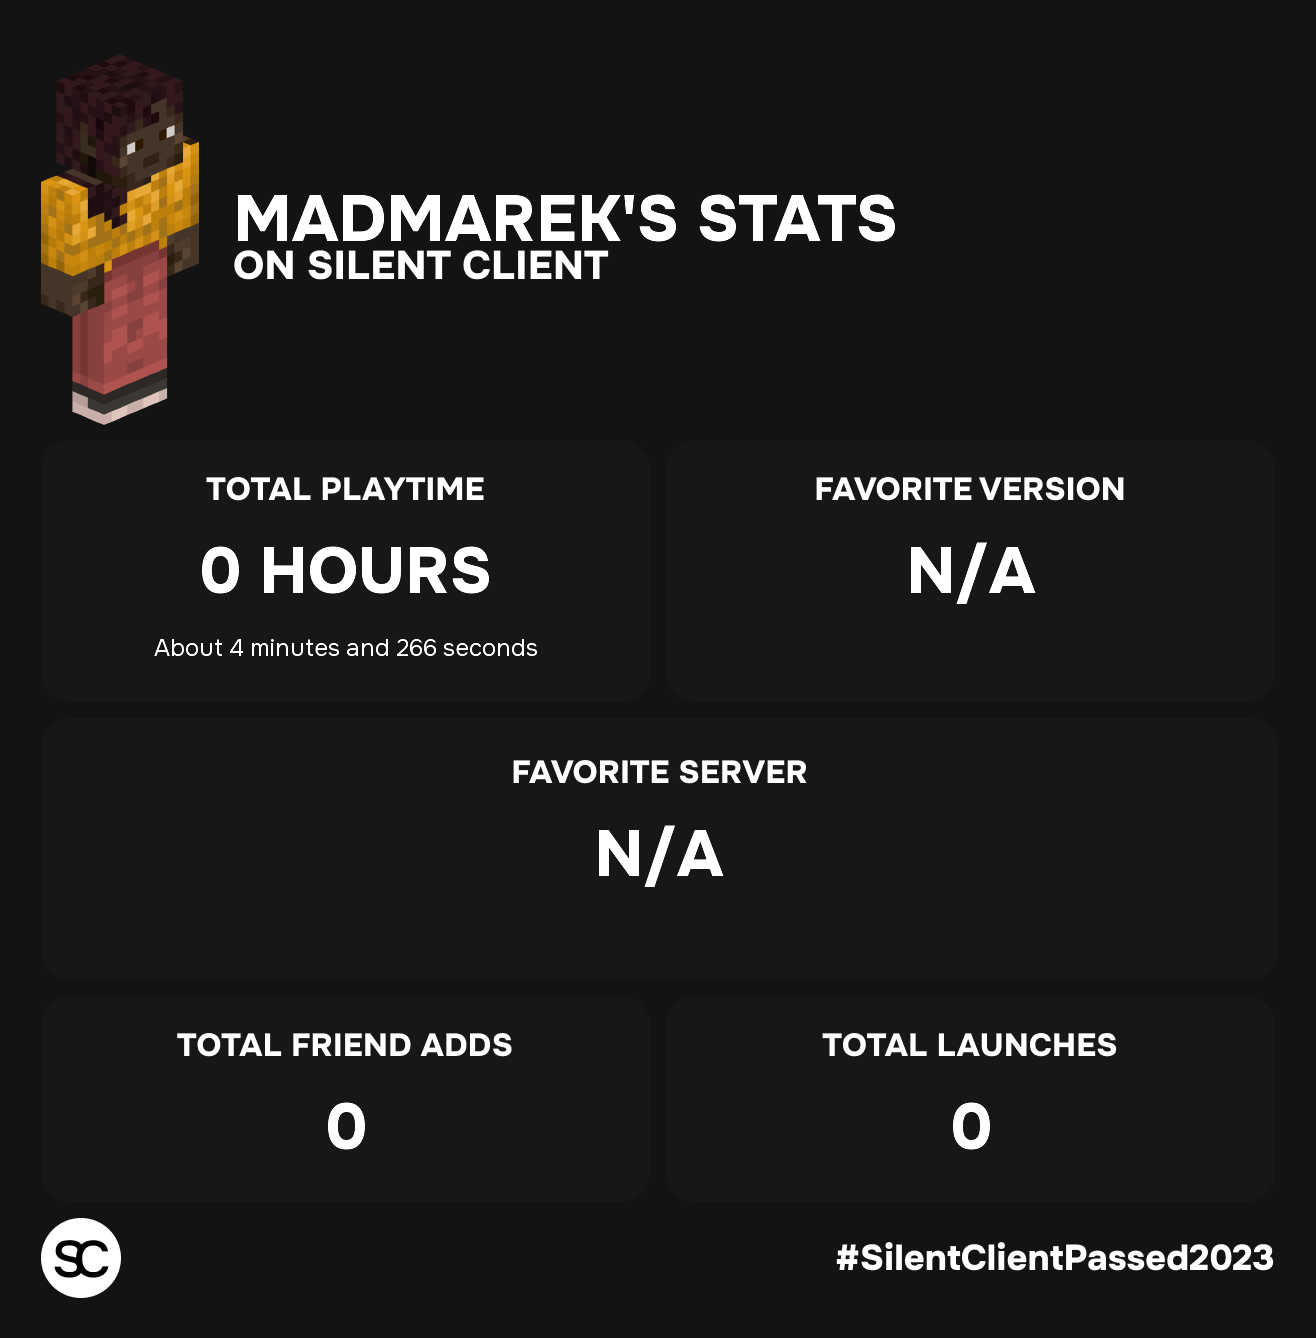 MADMAREK'S STATS
ON SILENT CLIENT
TOTAL PLAYTIME
0 HOURS
About 4 minutes and 266 seconds
FAVORITE VERSION
N/A
FAVORITE SERVER
N/A
TOTAL FRIEND ADDS
0
TOTAL LAUNCHES
0
SC
#SilentClientPassed2023